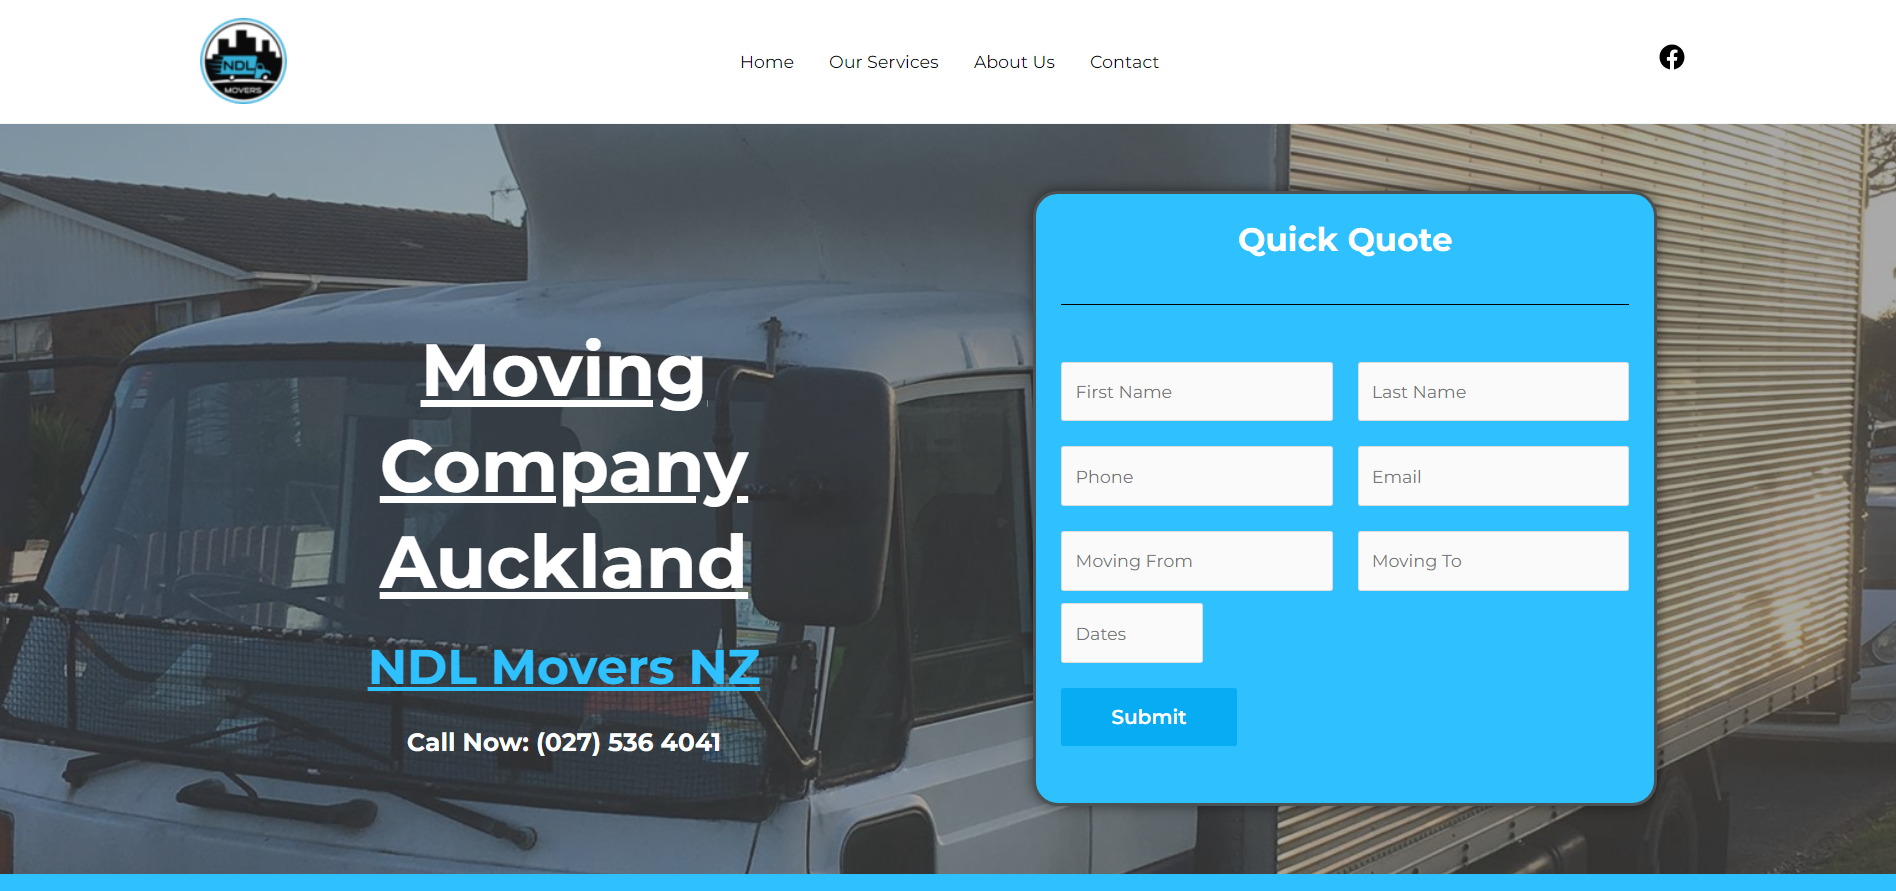 NDL
MOVERS
Home
Our Services
About Us
Contact
Moving
Company
Auckland
NDL Movers NZ
Call Now: (027) 536 4041
Quick Quote
First Name
Last Name
Phone
Email
Moving From
Moving To
Dates
Submit